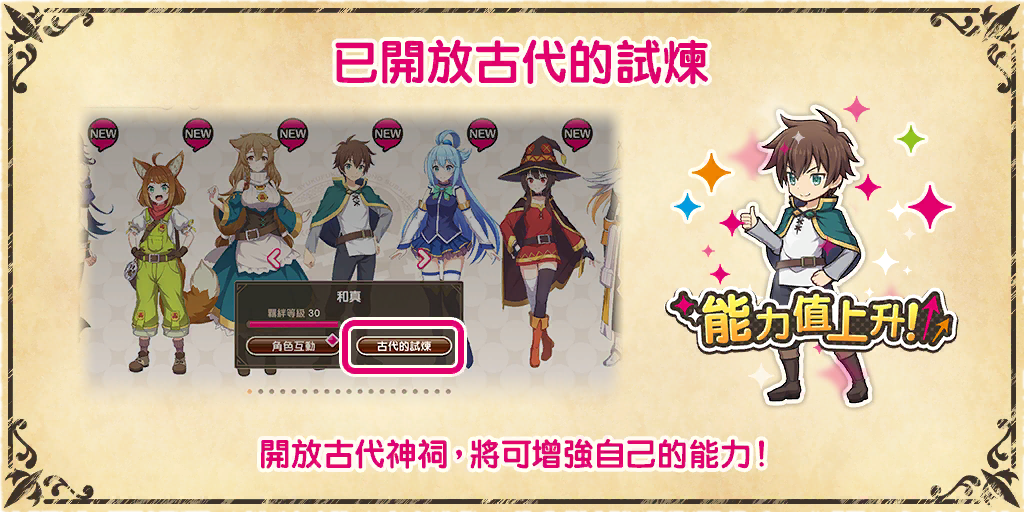 已開放古代的試煉
NEW NEW NEW NEW NEW NEW
和真
羈絆等級 30
角色互動 古代的試煉
能力值上升!
開放古代神祠,將可增強自己的能力!